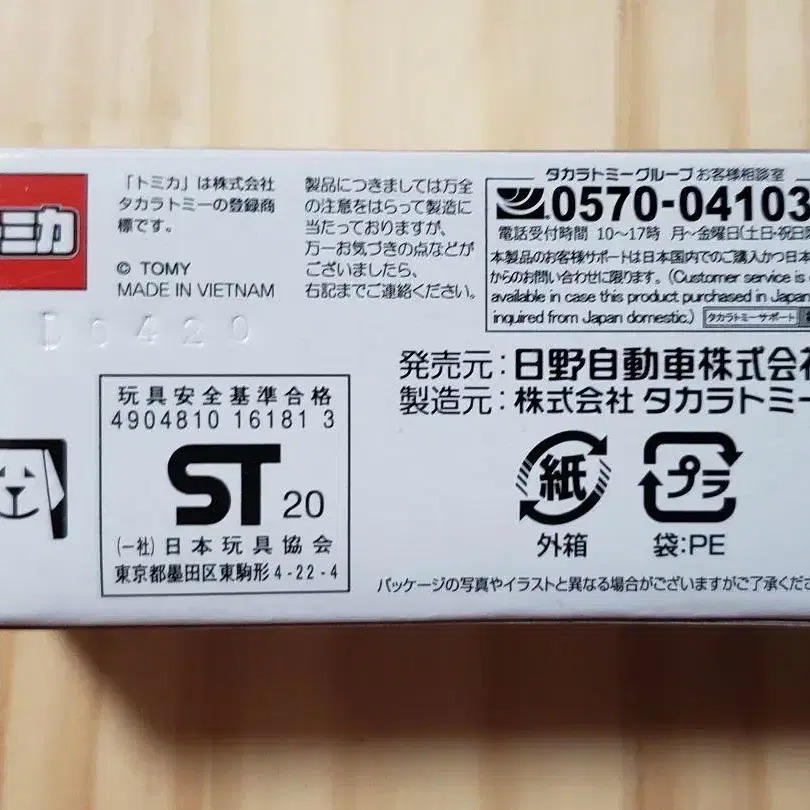 トミカ
「トミカ」は株式会社
タカラトミーの登録商
標です。
© TOMY
MADE IN VIETNAM
D0420
製品につきましては万全
の注意をはらって製造に
当たっておりますが、
万一お気づきの点などが
ございましたら、
右記までご連絡ください。
タカラトミーグループ お客様相談室
0570-04103
電話受付時間 10〜17時 月〜金曜日(土・日・祝日
本製品のお客様サポートは日本国内でのご購入かつ日本
からのお問い合わせに限ります。(Customer service is
available in case this product purchased in Japan
inquired from Japan domestic.) タカラトミーサポート
発売元:日野自動車株式会
製造元:株式会社 タカラトミー
玩具安全基準合格
4904810 16181 3
ST 20
(一社)日本玩具協会
東京都墨田区東駒形4-22-4
紙
外箱
プラ
袋:PE
パッケージの写真やイラストと異なる場合がございますがご了承くだ